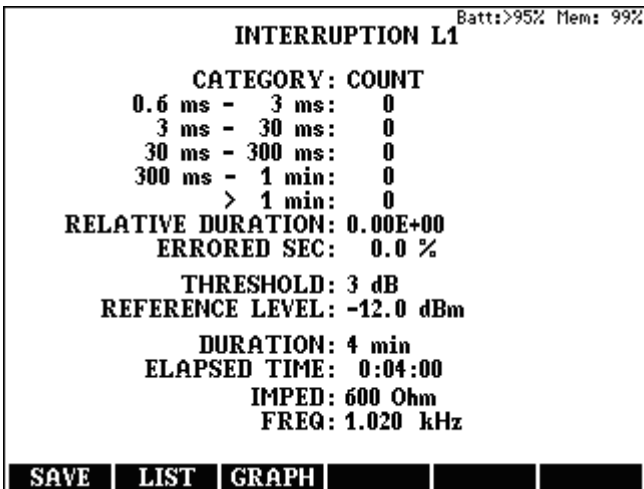 Batt:>95% Mem: 99%
INTERRUPTION L1
CATEGORY: COUNT
0.6 ms - 3 ms: 0
3 ms - 30 ms: 0
30 ms - 300 ms: 0
300 ms - 1 min: 0
> 1 min: 0
RELATIVE DURATION: 0.00E+00
ERRORED SEC: 0.0 %
THRESHOLD: 3 dB
REFERENCE LEVEL: -12.0 dBm
DURATION: 4 min
ELAPSED TIME: 0:04:00
IMPED: 600 Ohm
FREQ: 1.020 kHz
SAVE LIST GRAPH